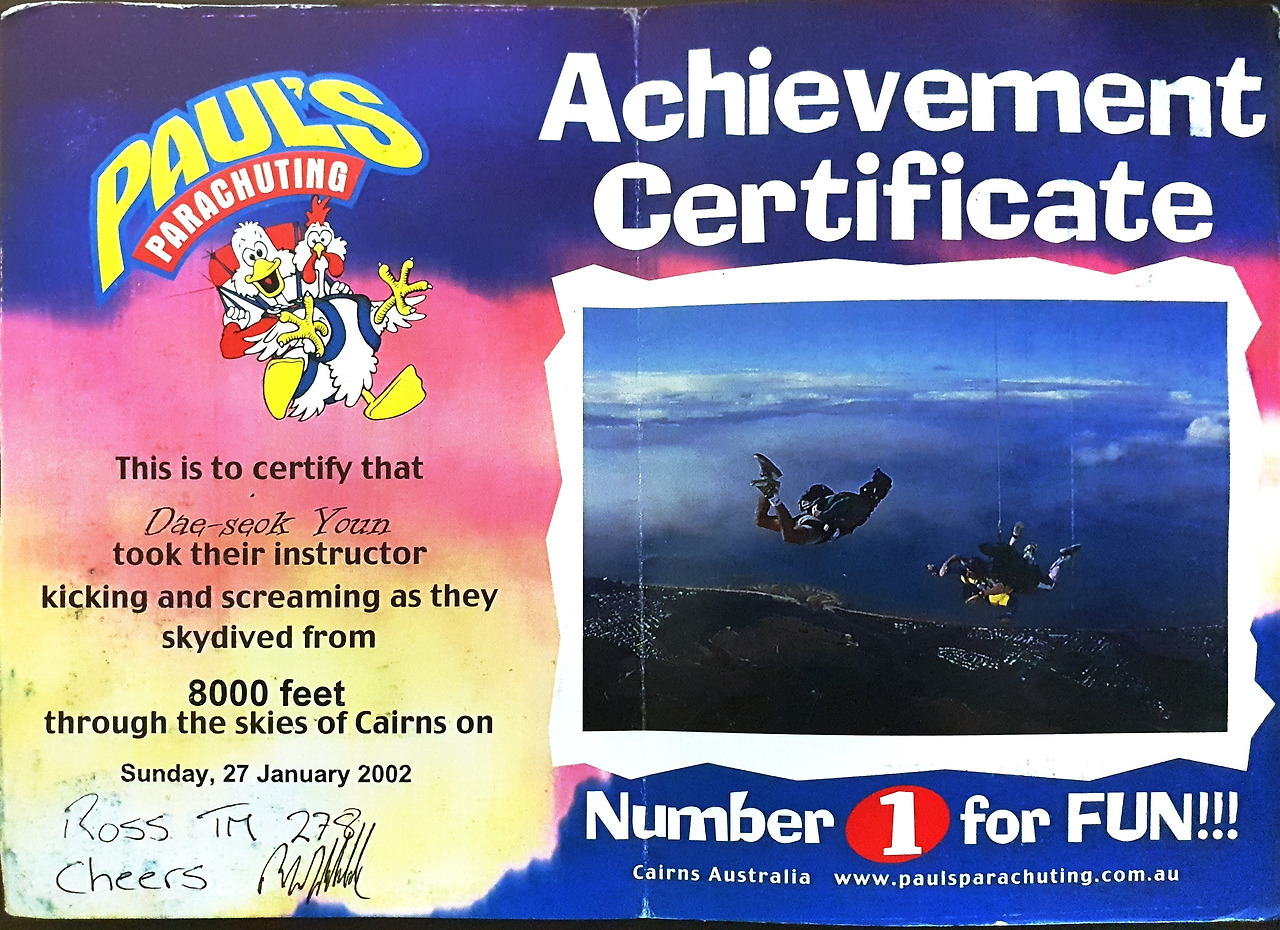 PAUL'S
PARACHUTING
Achievement
Certificate
This is to certify that
Dae-seok Youn
took their instructor
kicking and screaming as they
skydived from
8000 feet
through the skies of Cairns on
Sunday, 27 January 2002
Ross TM 278
Cheers
Number 1 for FUN!!!
Cairns Australia www.paulsparachuting.com.au